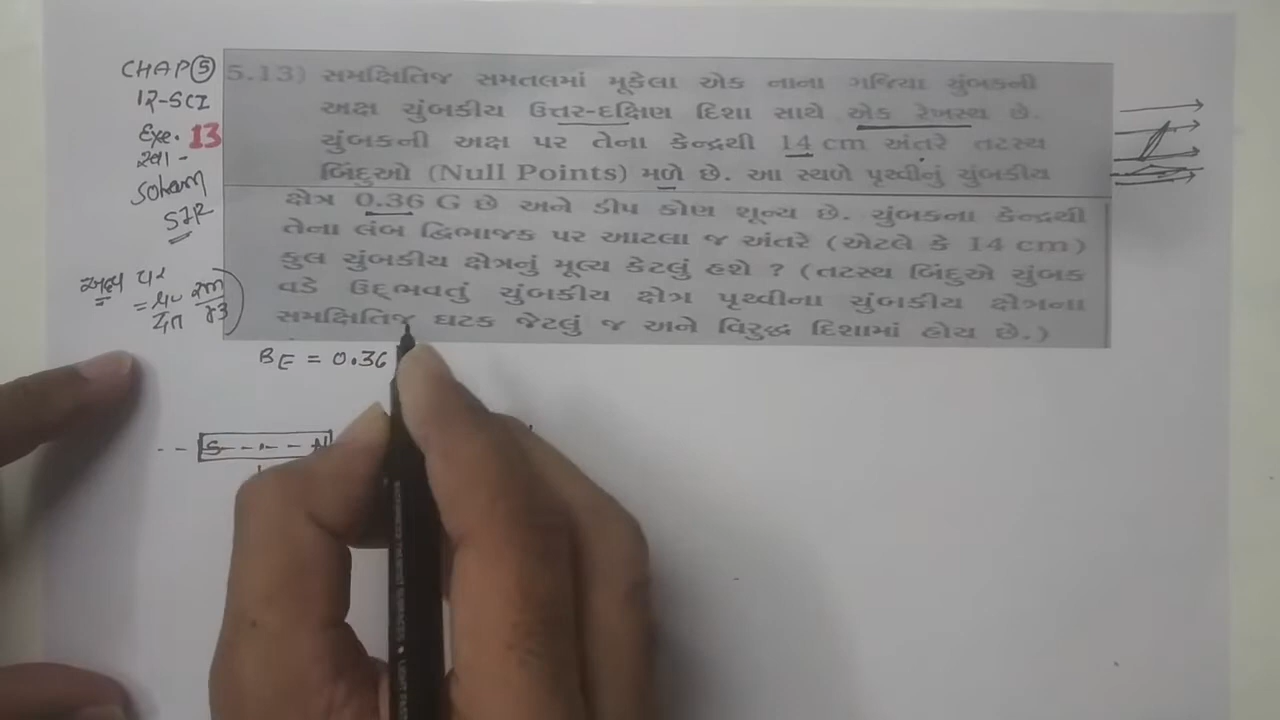 CHAP 5
12-SCI
Exe. 13
સ્વા -
Soham
SIR
5.13) સમક્ષિતિજ સમતલમાં મૂકેલા એક નાના ગજિયા ચુંબકની
અક્ષ ચુંબકીય ઉત્તર-દક્ષિણ દિશા સાથે એક રેખસ્થ છે.
ચુંબકની અક્ષ પર તેના કેન્દ્રથી 14 cm અંતરે તટસ્થ
બિંદુઓ (Null Points) મળે છે. આ સ્થળે પૃથ્વીનું ચુંબકીય
ક્ષેત્ર 0.36 G છે અને ડીપ કોણ શૂન્ય છે. ચુંબકના કેન્દ્રથી
તેના લંબ દ્વિભાજક પર આટલા જ અંતરે (એટલે કે 14 cm)
કુલ ચુંબકીય ક્ષેત્રનું મૂલ્ય કેટલું હશે ? (તટસ્થ બિંદુએ ચુંબક
વડે ઉદ્ભવતું ચુંબકીય ક્ષેત્ર પૃથ્વીના ચુંબકીય ક્ષેત્રના
સમક્ષિતિજ ઘટક જેટલું જ અને વિરુદ્ધ દિશામાં હોય છે.)
અક્ષ પર
= μ0/4π 2m/r3
BE = 0.36
S N